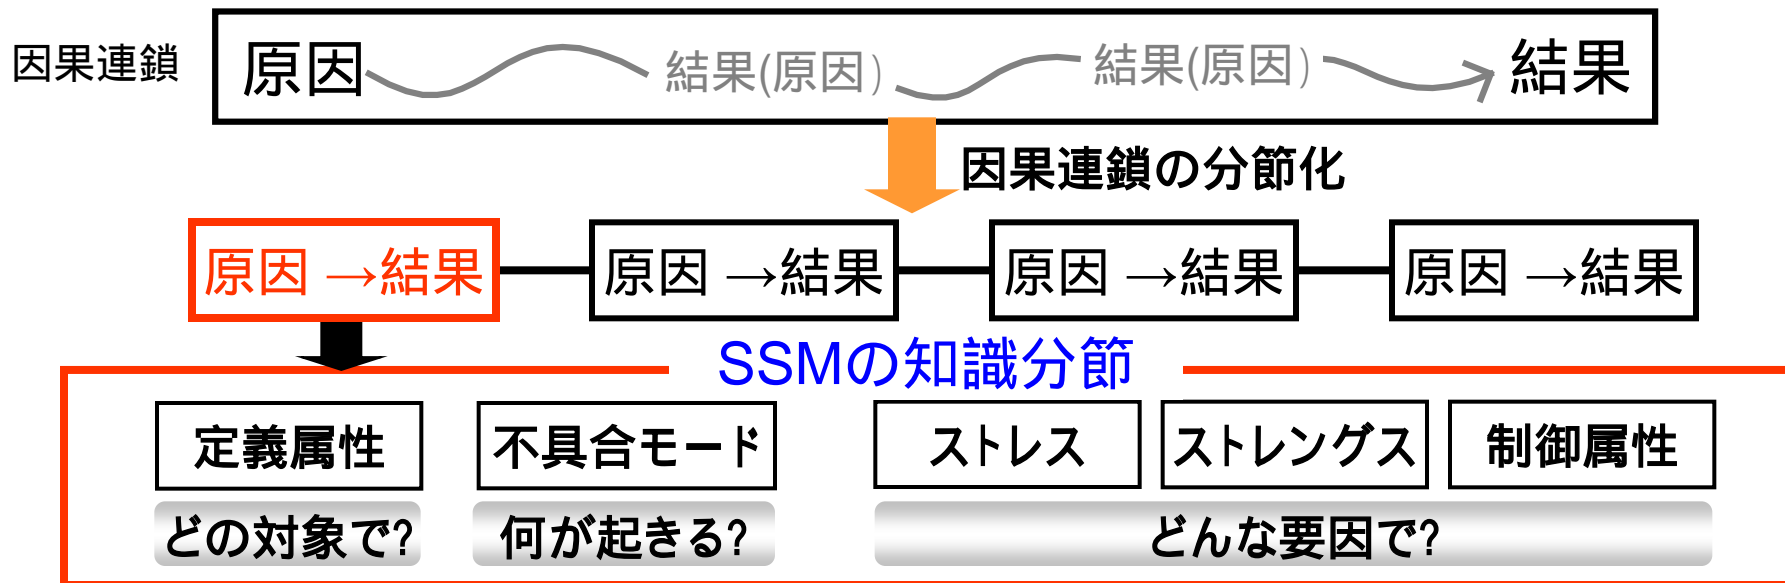 因果連鎖
原因 結果(原因) 結果(原因) 結果
因果連鎖の分節化
原因→結果 原因→結果 原因→結果 原因→結果
SSMの知識分節
定義属性 不具合モード ストレス ストレングス 制御属性
どの対象で? 何が起きる? どんな要因で?